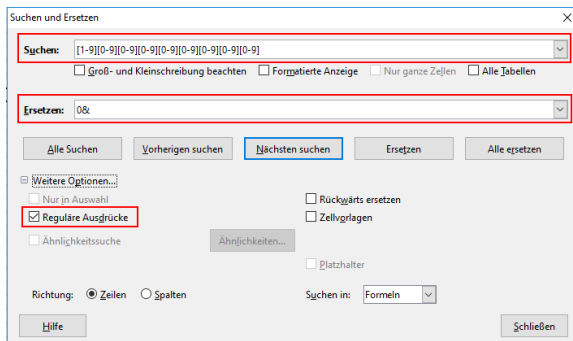 Suchen und Ersetzen
Suchen: [1-9][0-9][0-9][0-9][0-9][0-9][0-9][0-9][0-9]
Groß- und Kleinschreibung beachten Formatierte Anzeige Nur ganze Zellen Alle Tabellen
Ersetzen: 0&
Alle Suchen Vorherigen suchen Nächsten suchen Ersetzen Alle ersetzen
Weitere Optionen...
Nur in Auswahl Rückwärts ersetzen
Reguläre Ausdrücke Zellvorlagen
Ähnlichkeitssuche Ähnlichkeiten...
Platzhalter
Richtung: Zeilen Spalten Suchen in: Formeln
Hilfe Schließen